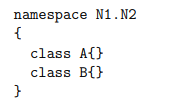 namespace N1.N2
{
  class A{}
  class B{}
}